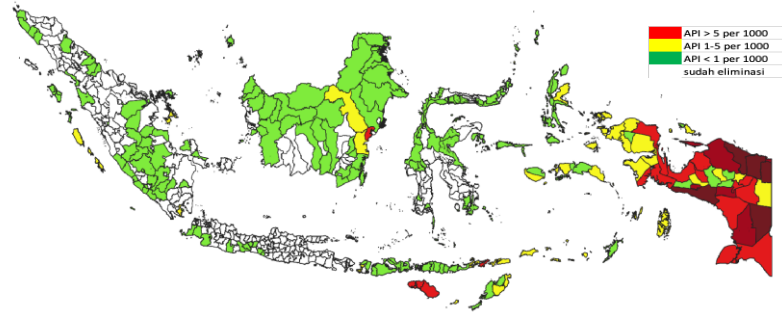 API > 5 per 1000
API 1-5 per 1000
API < 1 per 1000
sudah eliminasi